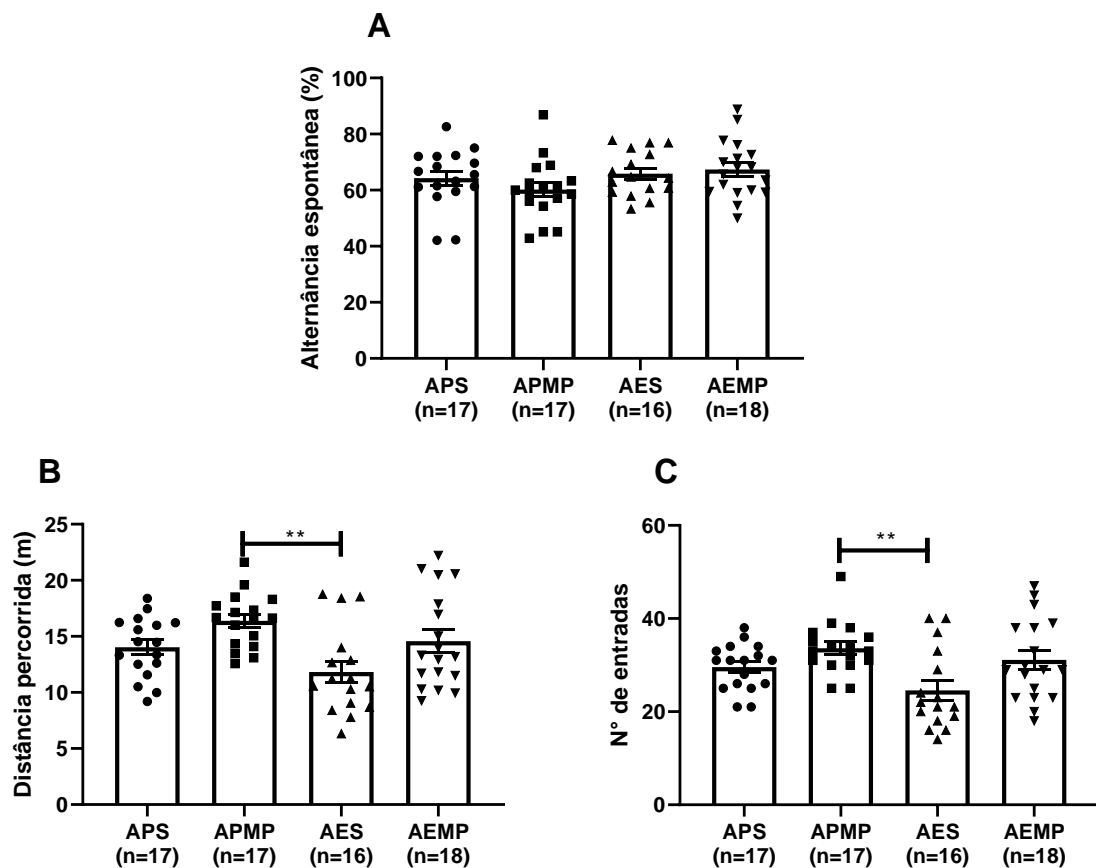 A
Alternância espontânea (%)
100
80
60
40
20
0
APS
(n=17)
APMP
(n=17)
AES
(n=16)
AEMP
(n=18)
B
Distância percorrida (m)
25
20
15
10
5
0
**
APS
(n=17)
APMP
(n=17)
AES
(n=16)
AEMP
(n=18)
C
N° de entradas
60
40
20
0
**
APS
(n=17)
APMP
(n=17)
AES
(n=16)
AEMP
(n=18)